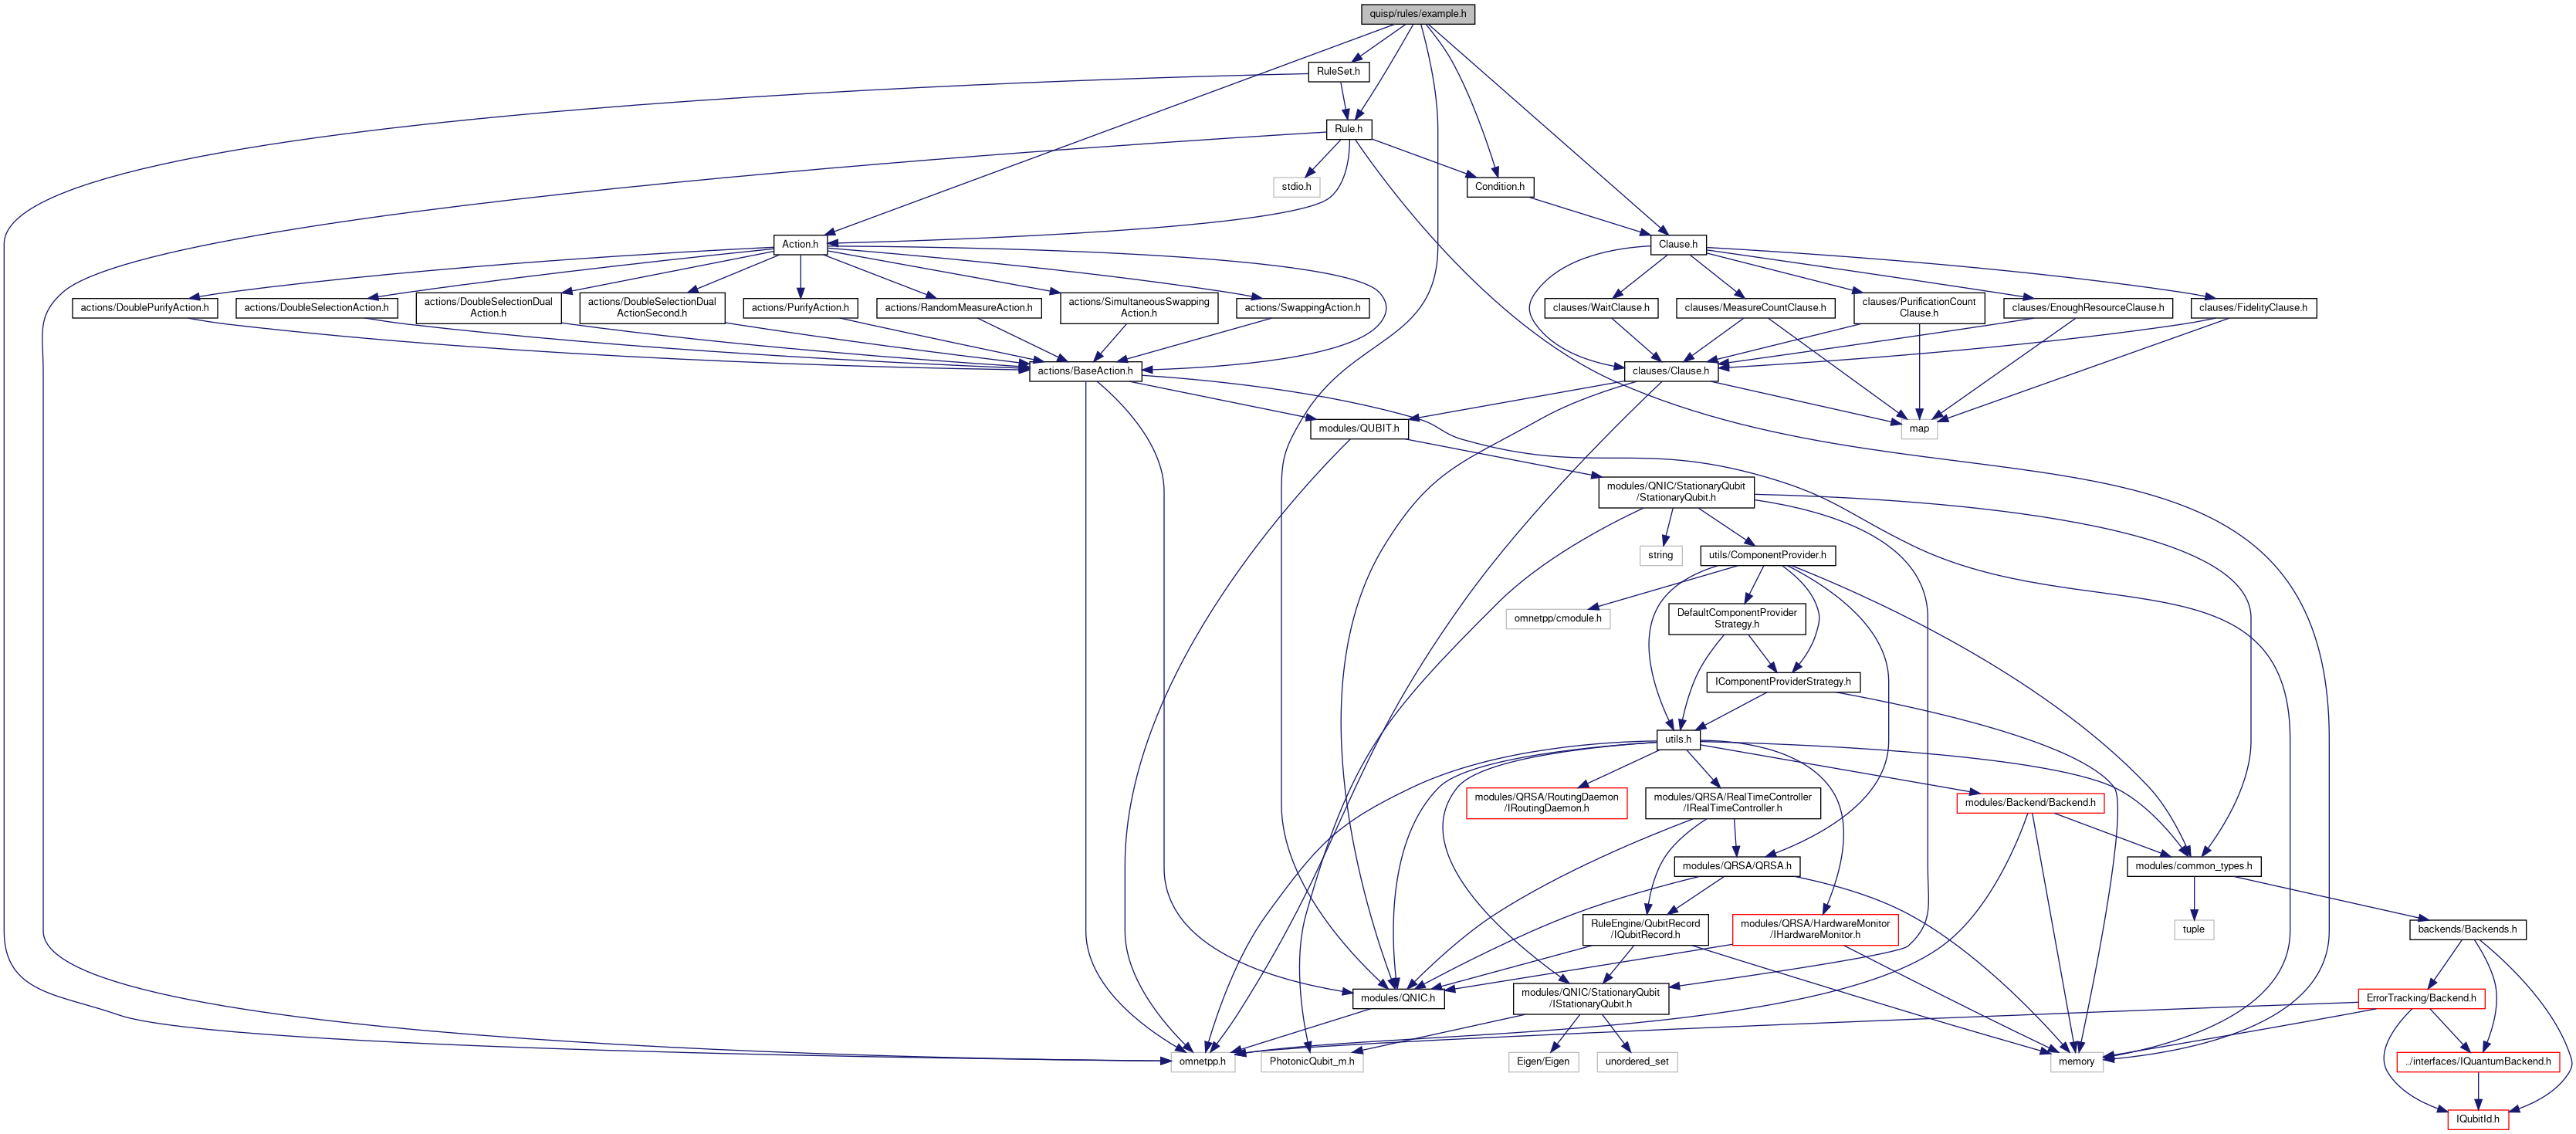 quisp/rules/example.h
RuleSet.h
Rule.h
stdio.h
Condition.h
Action.h
Clause.h
actions/DoublePurifyAction.h
actions/DoubleSelectionAction.h
actions/DoubleSelectionDual
Action.h
actions/DoubleSelectionDual
ActionSecond.h
actions/PurifyAction.h
actions/RandomMeasureAction.h
actions/SimultaneousSwapping
Action.h
actions/SwappingAction.h
clauses/WaitClause.h
clauses/MeasureCountClause.h
clauses/PurificationCount
Clause.h
clauses/EnoughResourceClause.h
clauses/FidelityClause.h
actions/BaseAction.h
clauses/Clause.h
modules/QUBIT.h
map
modules/QNIC/StationaryQubit
/StationaryQubit.h
string
utils/ComponentProvider.h
omnetpp/cmodule.h
DefaultComponentProvider
Strategy.h
IComponentProviderStrategy.h
utils.h
modules/QRSA/RoutingDaemon
/IRoutingDaemon.h
modules/QRSA/RealTimeController
/IRealTimeController.h
modules/Backend/Backend.h
modules/QRSA/QRSA.h
modules/common_types.h
RuleEngine/QubitRecord
/IQubitRecord.h
modules/QRSA/HardwareMonitor
/IHardwareMonitor.h
tuple
backends/Backends.h
modules/QNIC.h
modules/QNIC/StationaryQubit
/IStationaryQubit.h
ErrorTracking/Backend.h
omnetpp.h
PhotonicQubit_m.h
Eigen/Eigen
unordered_set
memory
../interfaces/IQuantumBackend.h
IQubitId.h